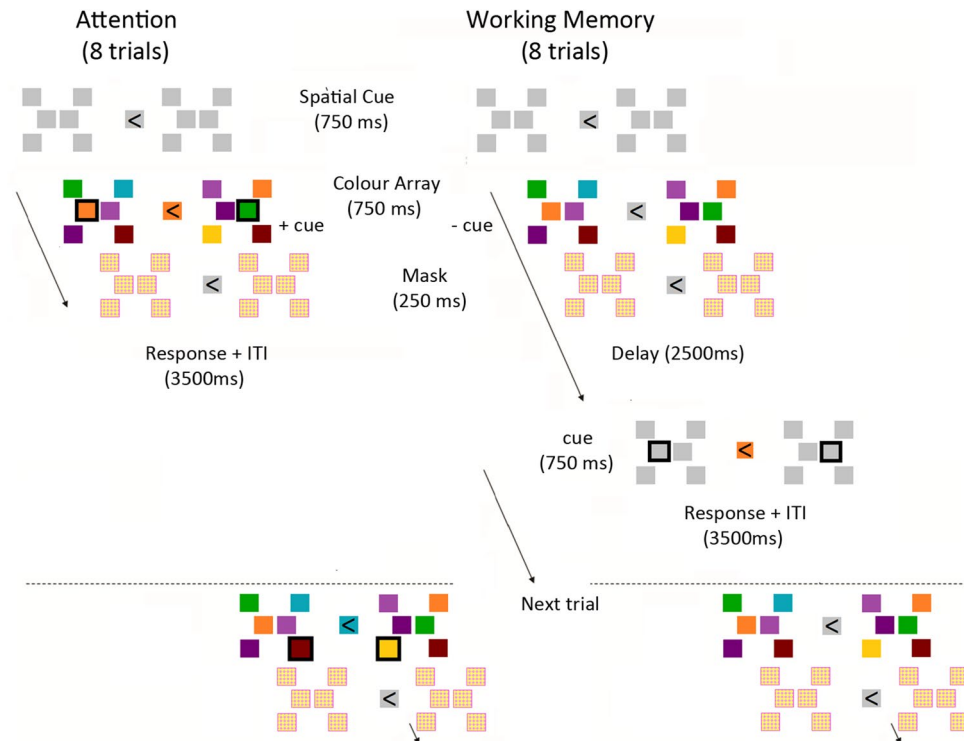 Attention
(8 trials)
Working Memory
(8 trials)
<
Spatial Cue
(750 ms)
<
<
Colour Array
(750 ms)
+ cue
- cue
<
<
Mask
(250 ms)
<
Response + ITI
(3500ms)
Delay (2500ms)
cue
(750 ms)
<
Response + ITI
(3500ms)
Next trial
<
<
<
<